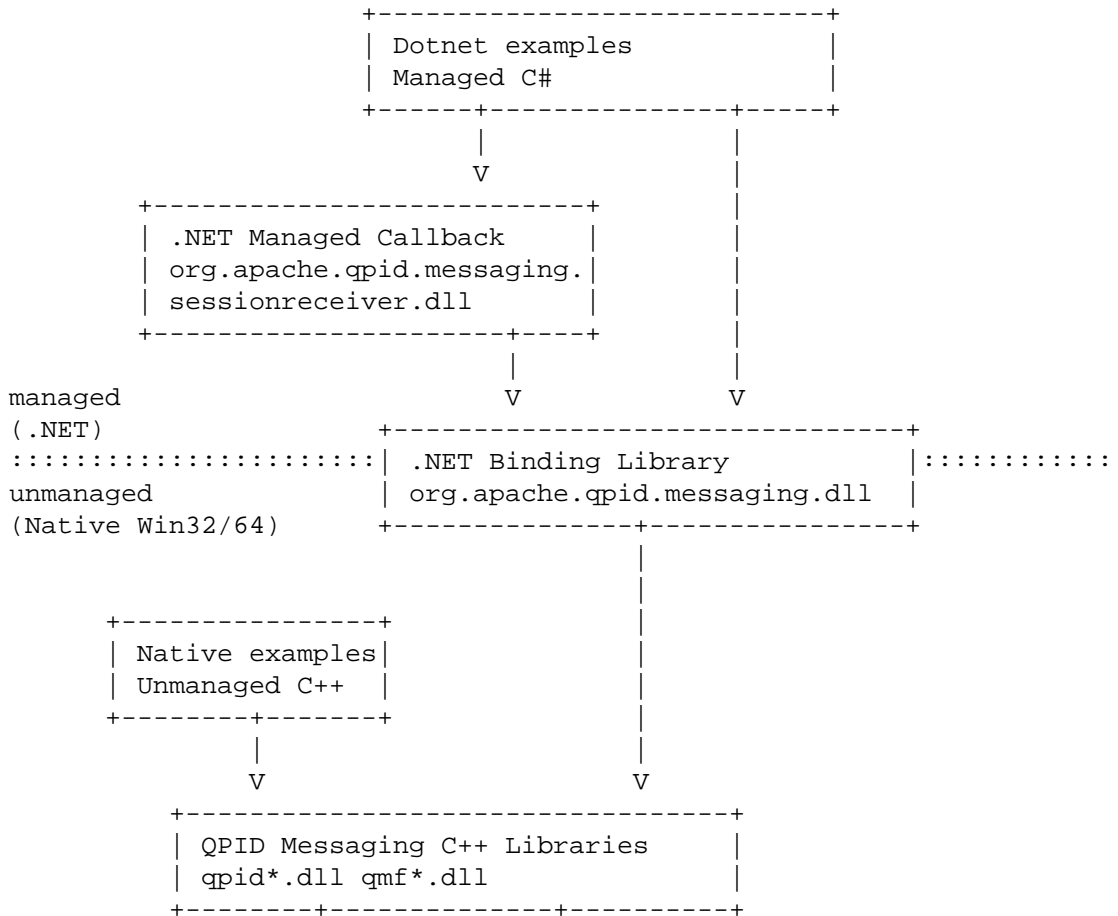 Dotnet examples
Managed C#
V
.NET Managed Callback
org.apache.qpid.messaging.
sessionreceiver.dll
managed
V V
(.NET)
.NET Binding Library
unmanaged
org.apache.qpid.messaging.dll
(Native Win32/64)
Native examples
Unmanaged C++
V V
QPID Messaging C++ Libraries
qpid*.dll qmf*.dll